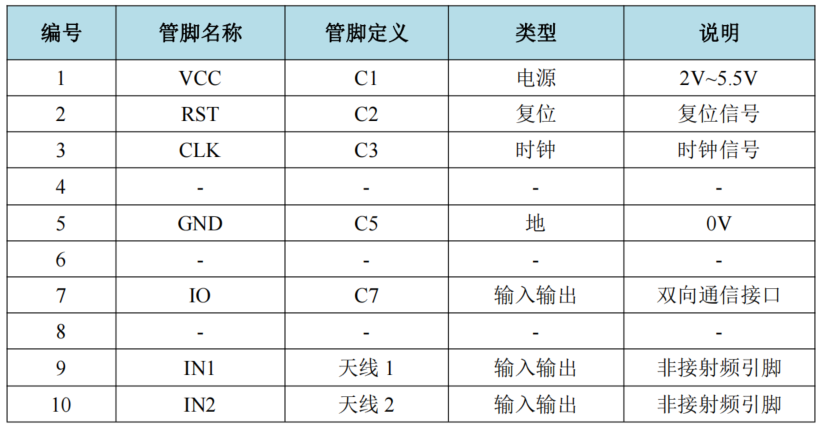 编号 管脚名称 管脚定义 类型 说明
1 VCC C1 电源 2V~5.5V
2 RST C2 复位 复位信号
3 CLK C3 时钟 时钟信号
4 - - - -
5 GND C5 地 0V
6 - - - -
7 IO C7 输入输出 双向通信接口
8 - - - -
9 IN1 天线 1 输入输出 非接射频引脚
10 IN2 天线 2 输入输出 非接射频引脚